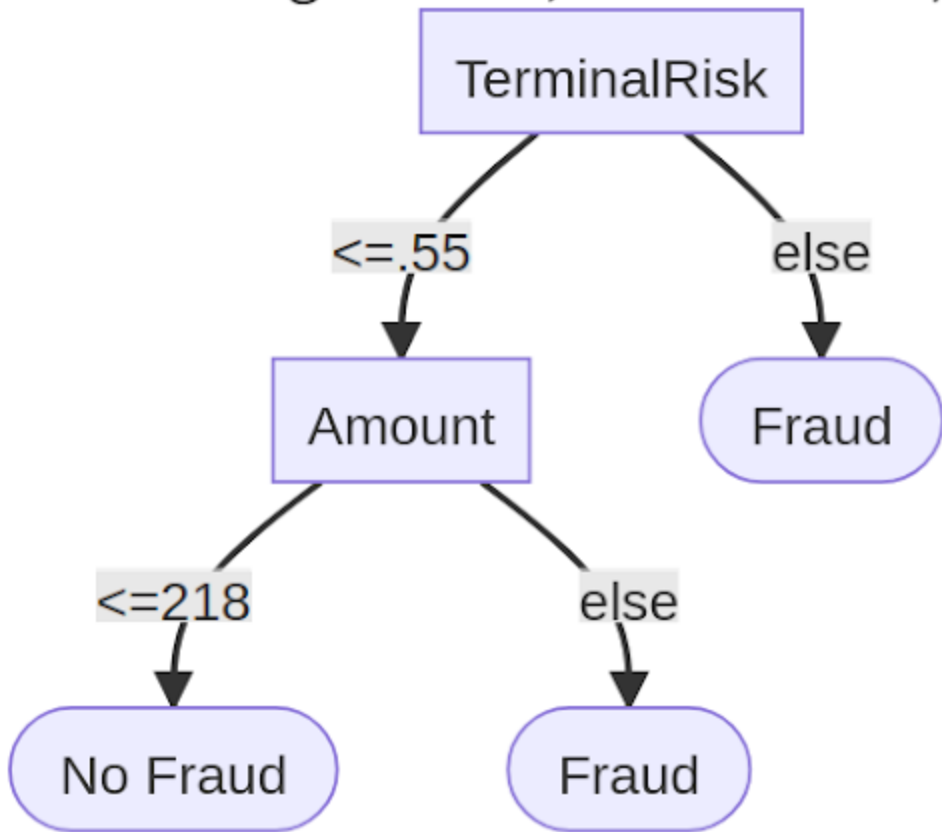 TerminalRisk
<=.55
else
Amount
Fraud
<=218
else
No Fraud
Fraud